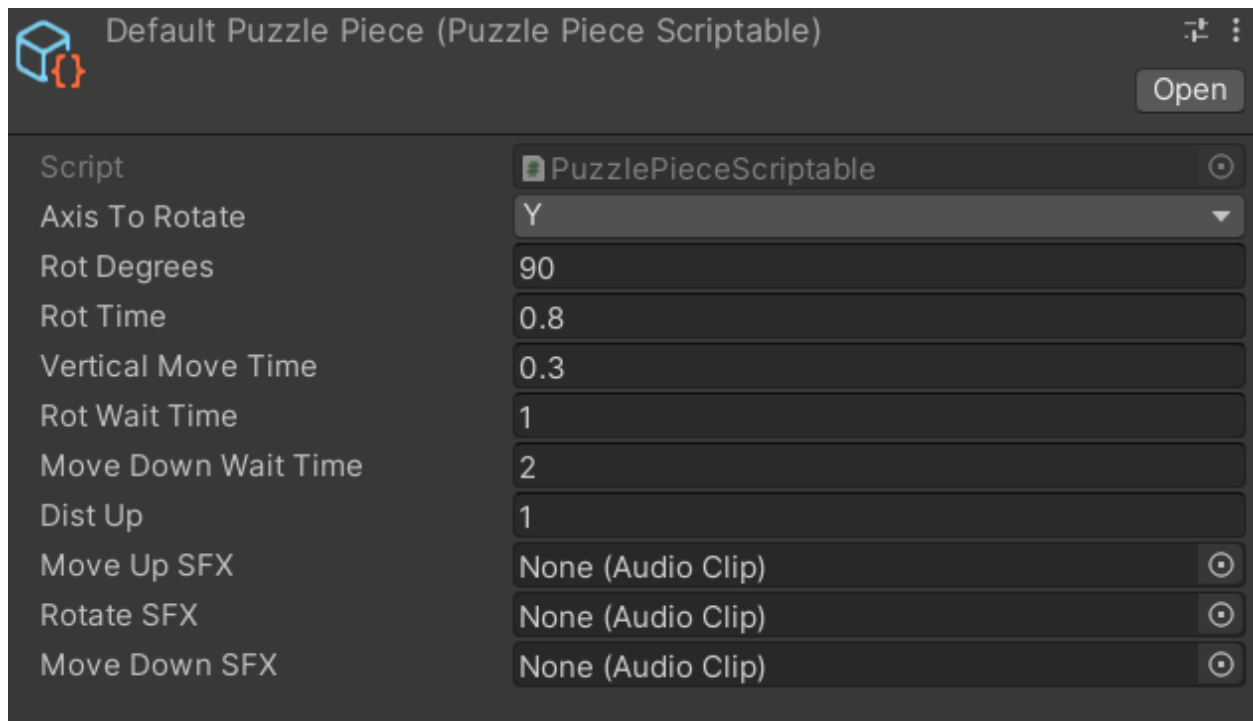 Default Puzzle Piece (Puzzle Piece Scriptable)
Open
Script PuzzlePieceScriptable
Axis To Rotate Y
Rot Degrees 90
Rot Time 0.8
Vertical Move Time 0.3
Rot Wait Time 1
Move Down Wait Time 2
Dist Up 1
Move Up SFX None (Audio Clip)
Rotate SFX None (Audio Clip)
Move Down SFX None (Audio Clip)